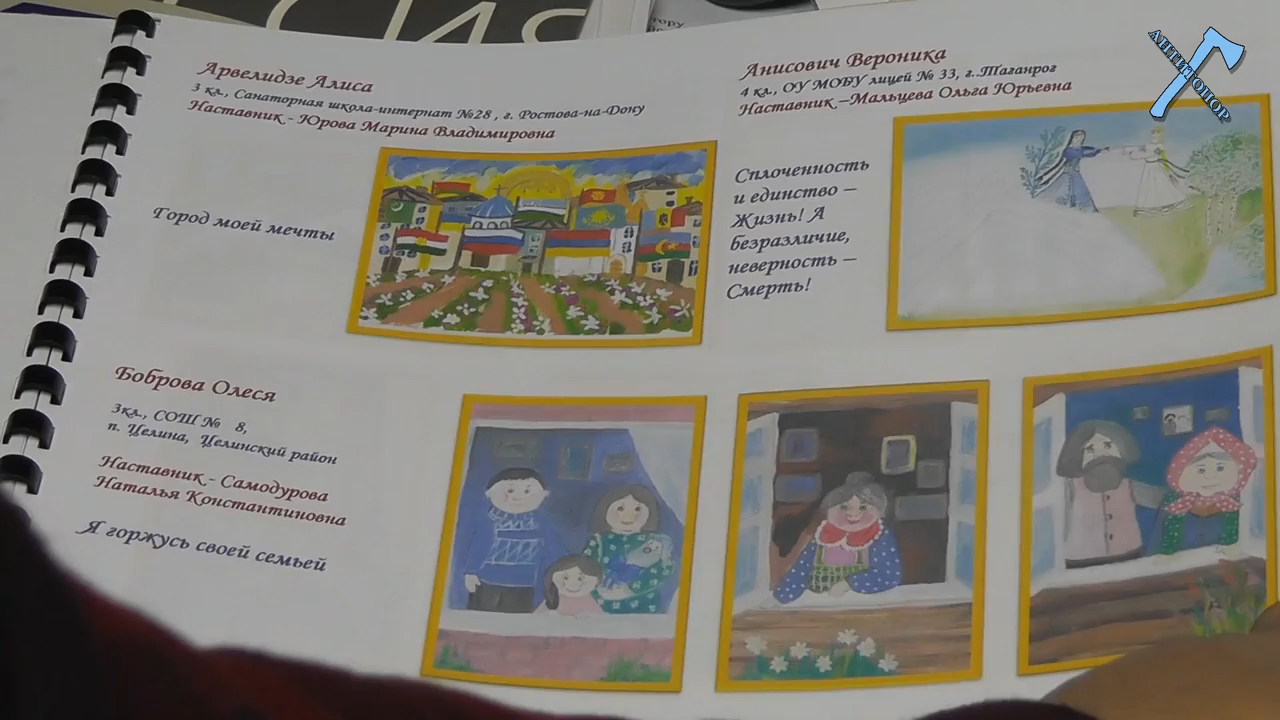 Арвелидзе Алиса
3 кл., Санаторная школа-интернат №28 , г. Ростова-на-Дону
Наставник - Юрова Марина Владимировна
Город моей мечты
Анисович Вероника
4 кл., ОУ МОБУ лицей № 33, г..Таганрог
Наставник –Мальцева Ольга Юрьевна
Сплоченность
и единство –
Жизнь! А
безразличие,
неверность –
Смерть!
Боброва Олеся
3кл., СОШ № 8,
п. Целина, Целинский район
Наставник - Самодурова
Наталья Константиновна
Я горжусь своей семьей
АНТИТОПОР